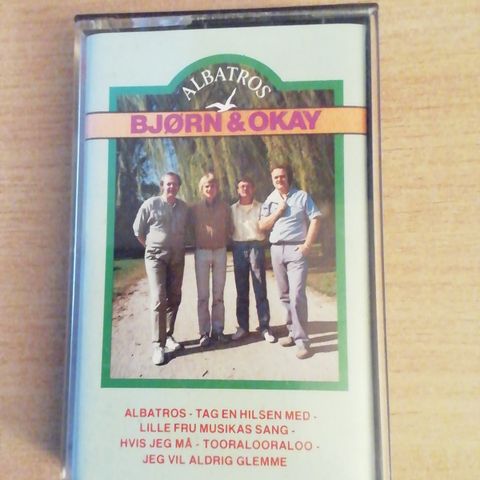 ALBATROS
BJØRN & OKAY
ALBATROS - TAG EN HILSEN MED -
LILLE FRU MUSIKAS SANG -
HVIS JEG MÅ - TOORALOORALOO -
JEG VIL ALDRIG GLEMME